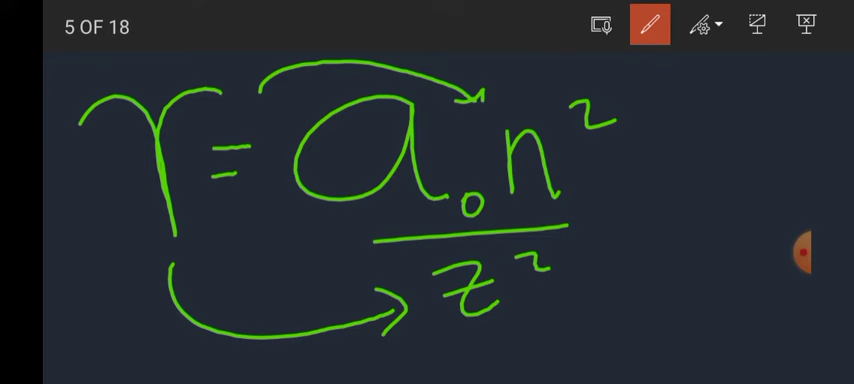 5 OF 18
r = a₀n²
z²